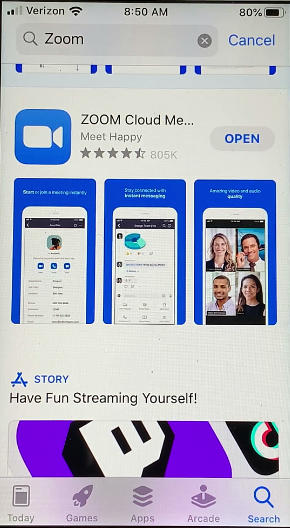 Verizon 8:50 AM 80%
Zoom Cancel
ZOOM Cloud Me...
Meet Happy
805K
OPEN
Start or join a meeting instantly
Stay connected with
instant messaging
Amazing video and audio
quality
STORY
Have Fun Streaming Yourself!
Today Games Apps Arcade Search